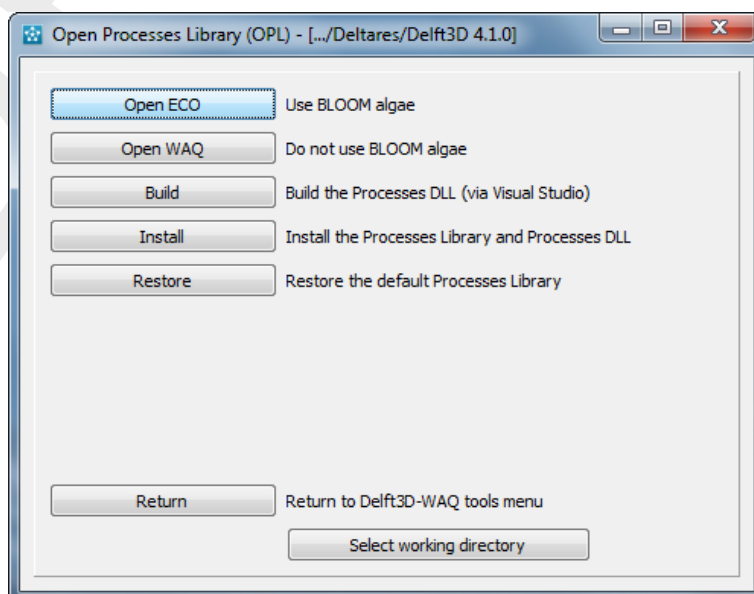 Open Processes Library (OPL) - [.../Deltares/Delft3D 4.1.0]
Open ECO Use BLOOM algae
Open WAQ Do not use BLOOM algae
Build Build the Processes DLL (via Visual Studio)
Install Install the Processes Library and Processes DLL
Restore Restore the default Processes Library
Return Return to Delft3D-WAQ tools menu
Select working directory